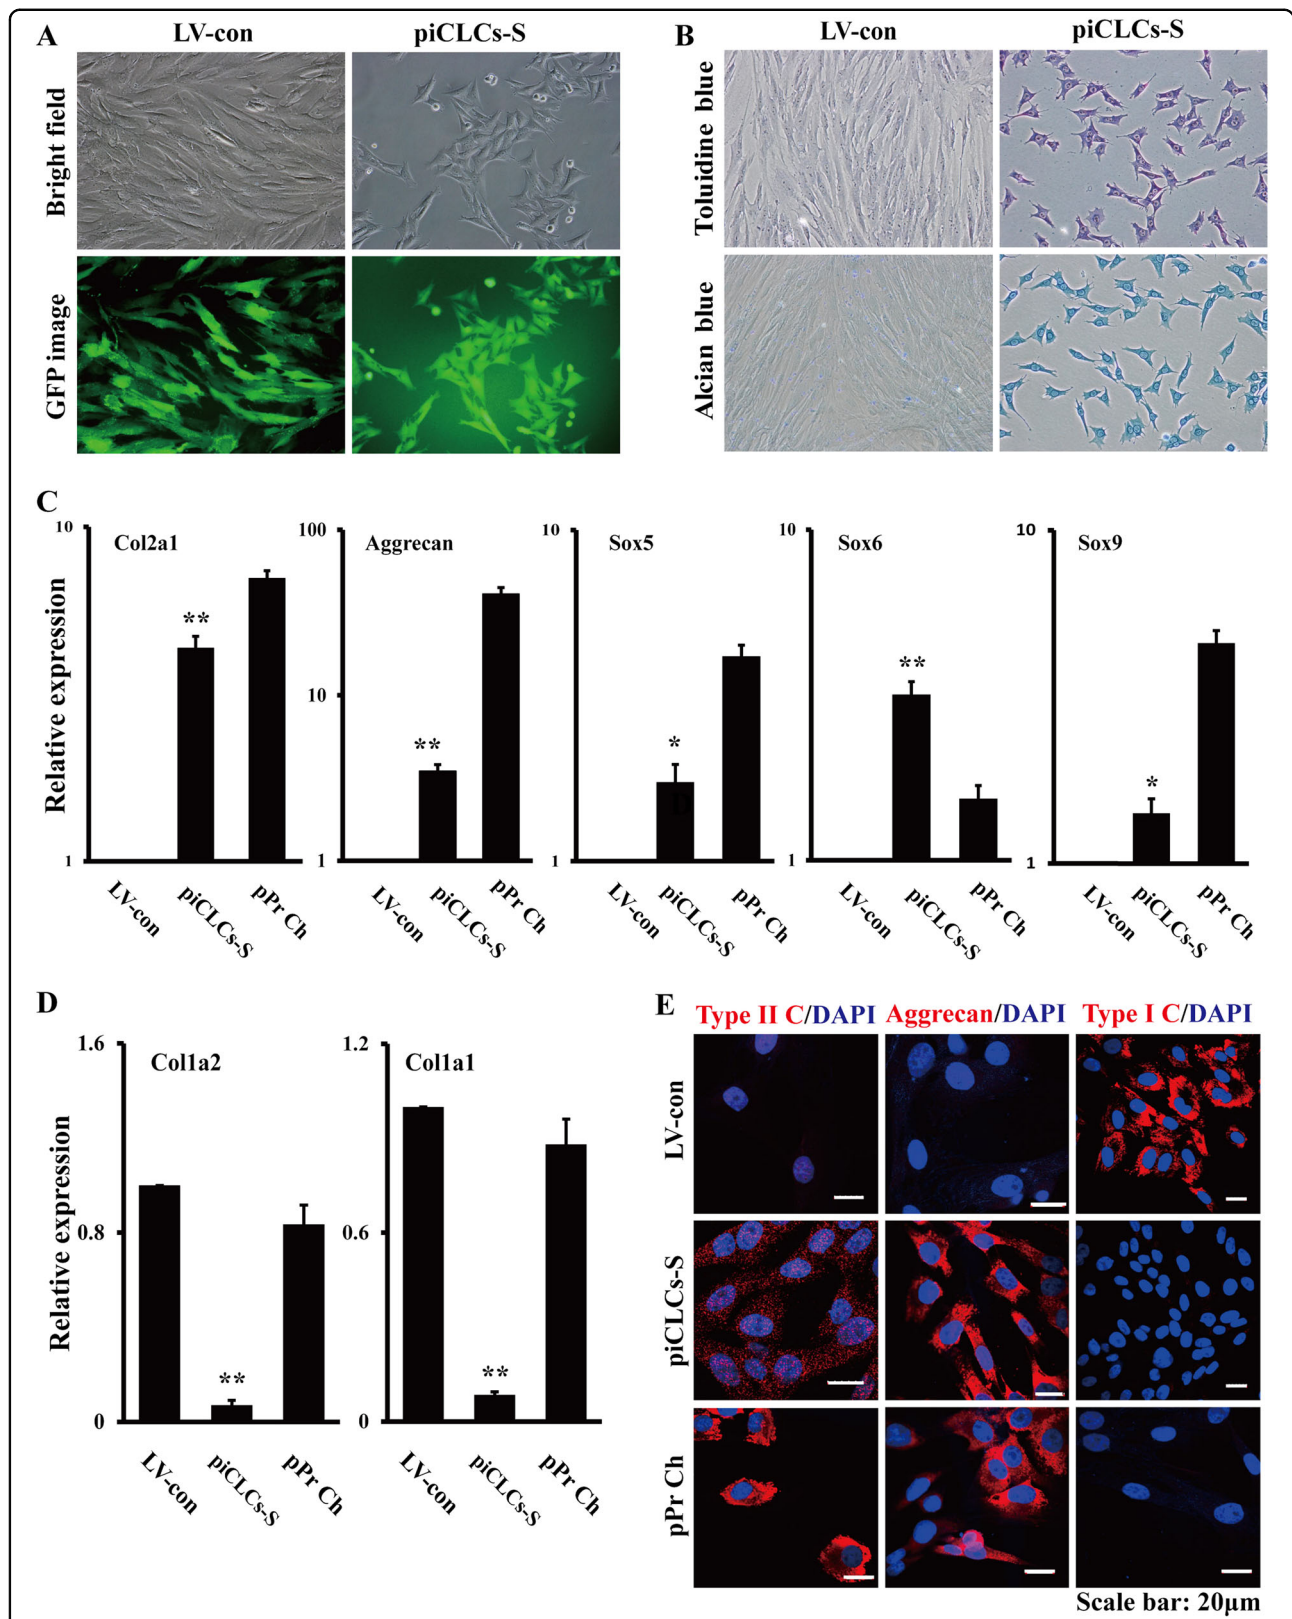 A
LV-con
piCLCs-S
Bright field
GFP image
B
LV-con
piCLCs-S
Toluidine blue
Alcian blue
C
Relative expression
10
Col2a1
**
1
LV-con
piCLCs-S
pPr Ch
100
Aggrecan
10
**
1
LV-con
piCLCs-S
pPr Ch
10
Sox5
*
D
1
LV-con
piCLCs-S
pPr Ch
10
Sox6
**
1
LV-con
piCLCs-S
pPr Ch
10
Sox9
*
1
LV-con
piCLCs-S
pPr Ch
D
Relative expression
1.6
Col1a2
0.8
**
0
LV-con
piCLCs-S
pPr Ch
1.2
Col1a1
0.6
**
0
LV-con
piCLCs-S
pPr Ch
E
Type II C/DAPI
Aggrecan/DAPI
Type I C/DAPI
LV-con
piCLCs-S
pPr Ch
Scale bar: 20μm